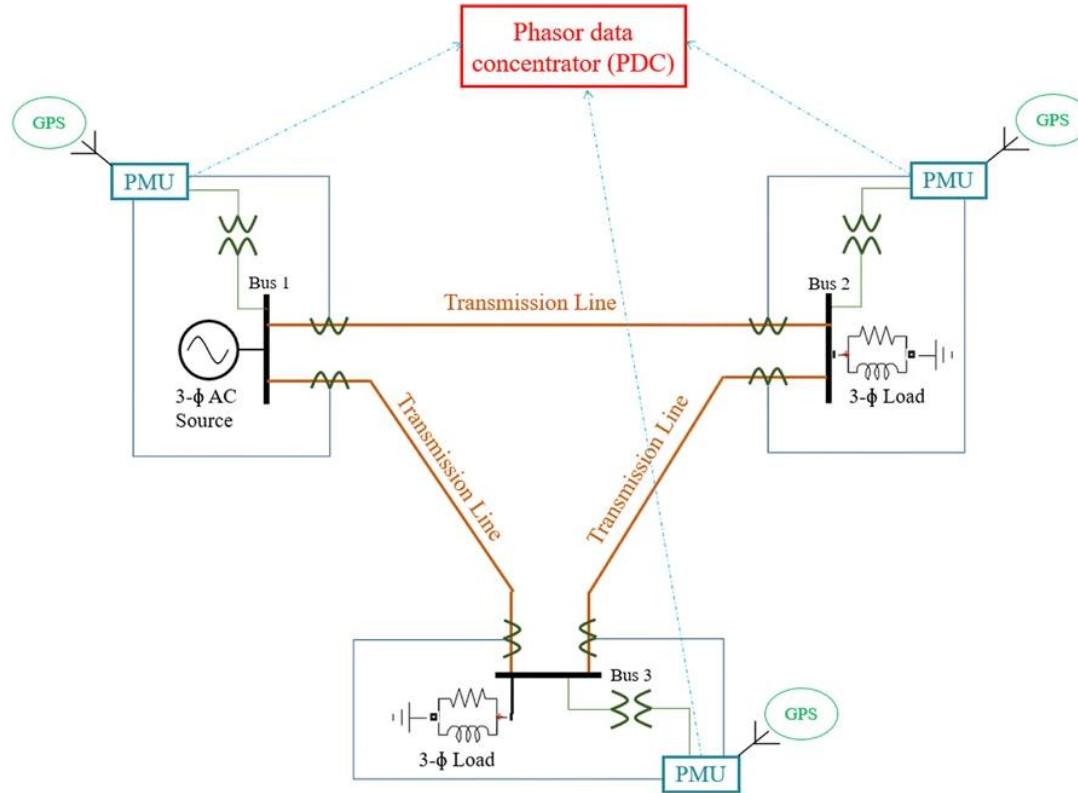 Phasor data
concentrator (PDC)
GPS
GPS
PMU
PMU
Bus 1
Bus 2
Transmission Line
3-ϕ AC
Source
3-ϕ Load
Transmission Line
Transmission Line
Bus 3
GPS
3-ϕ Load
PMU